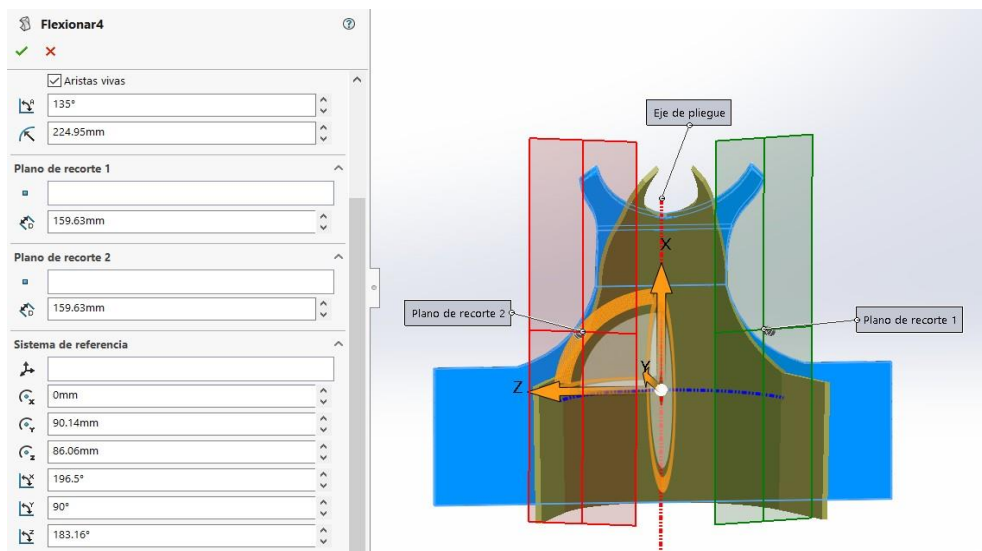 Flexionar4
Aristas vivas
135°
224.95mm
Plano de recorte 1
159.63mm
Plano de recorte 2
159.63mm
Sistema de referencia
0mm
90.14mm
86.06mm
196.5°
90°
183.16°
Eje de pliegue
X
Plano de recorte 2
Plano de recorte 1
Y
Z